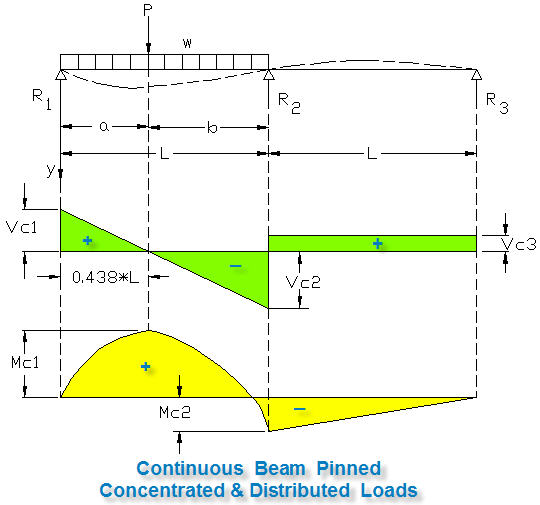 P
w
R1 R2 R3
a b
L L
y
Vc1 + + Vc3
− Vc2
0.438*L
Mc1 +
Mc2 −
Continuous Beam Pinned
Concentrated & Distributed Loads